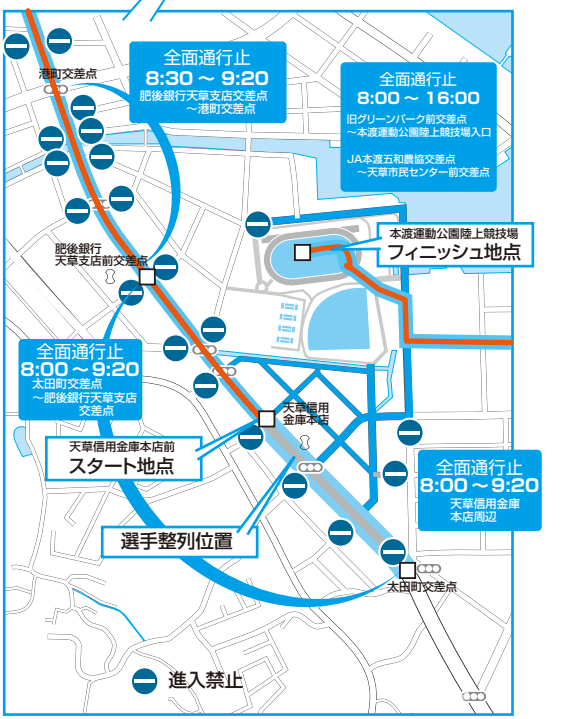 全面通行止
8:30 ～ 9:20
肥後銀行天草支店交差点
～港町交差点
港町交差点
全面通行止
8:00 ～ 16:00
旧グリーンパーク前交差点
～本渡運動公園陸上競技場入口
JA本渡五和農協交差点
～天草市民センター前交差点
本渡運動公園陸上競技場
フィニッシュ地点
肥後銀行
天草支店前交差点
全面通行止
8:00 ～ 9:20
太田町交差点
～肥後銀行天草支店
交差点
天草信用
金庫本店
天草信用金庫本店前
スタート地点
全面通行止
8:00 ～ 9:20
天草信用金庫
本店周辺
選手整列位置
太田町交差点
進入禁止